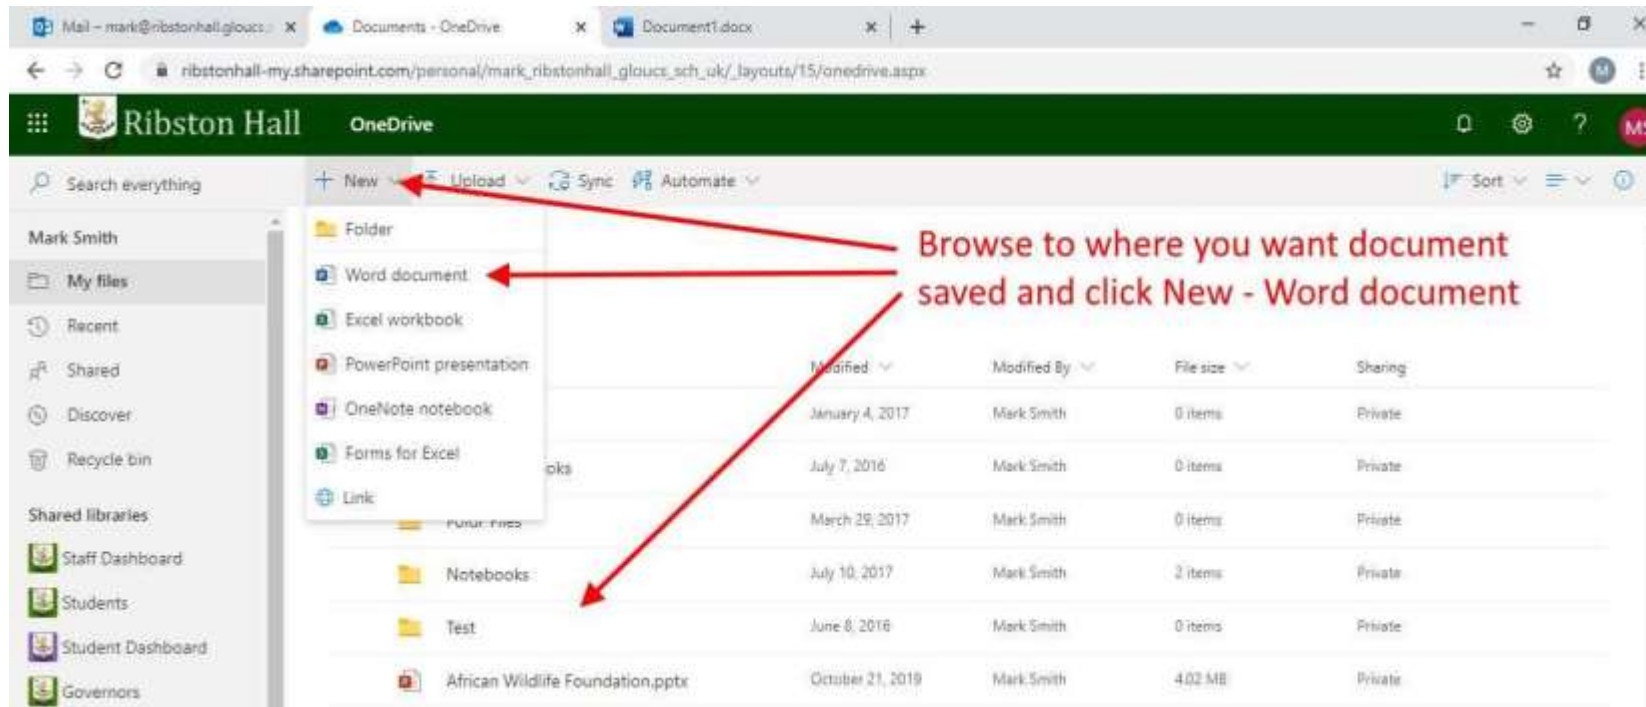 Mail – mark@ribstonhall.gloucs. Documents - OneDrive Document1.docx
ribstonhall-my.sharepoint.com/personal/mark_ribstonhall_gloucs_sch_uk/_layouts/15/onedrive.aspx M
Ribston Hall OneDrive ? MS
Search everything + New Upload Sync Automate Sort
Mark Smith
My files
Recent
Shared
Discover
Recycle bin
Shared libraries
Staff Dashboard
Students
Student Dashboard
Governors
Folder
Word document
Excel workbook
PowerPoint presentation
OneNote notebook
Forms for Excel
Link
Browse to where you want document
saved and click New - Word document
Modified Modified By File size Sharing
January 4, 2017 Mark Smith 0 items Private
oks July 7, 2016 Mark Smith 0 items Private
Files March 29, 2017 Mark Smith 0 items Private
Notebooks July 10, 2017 Mark Smith 2 items Private
Test June 8, 2016 Mark Smith 0 items Private
African Wildlife Foundation.pptx October 21, 2019 Mark Smith 4.02 MB Private